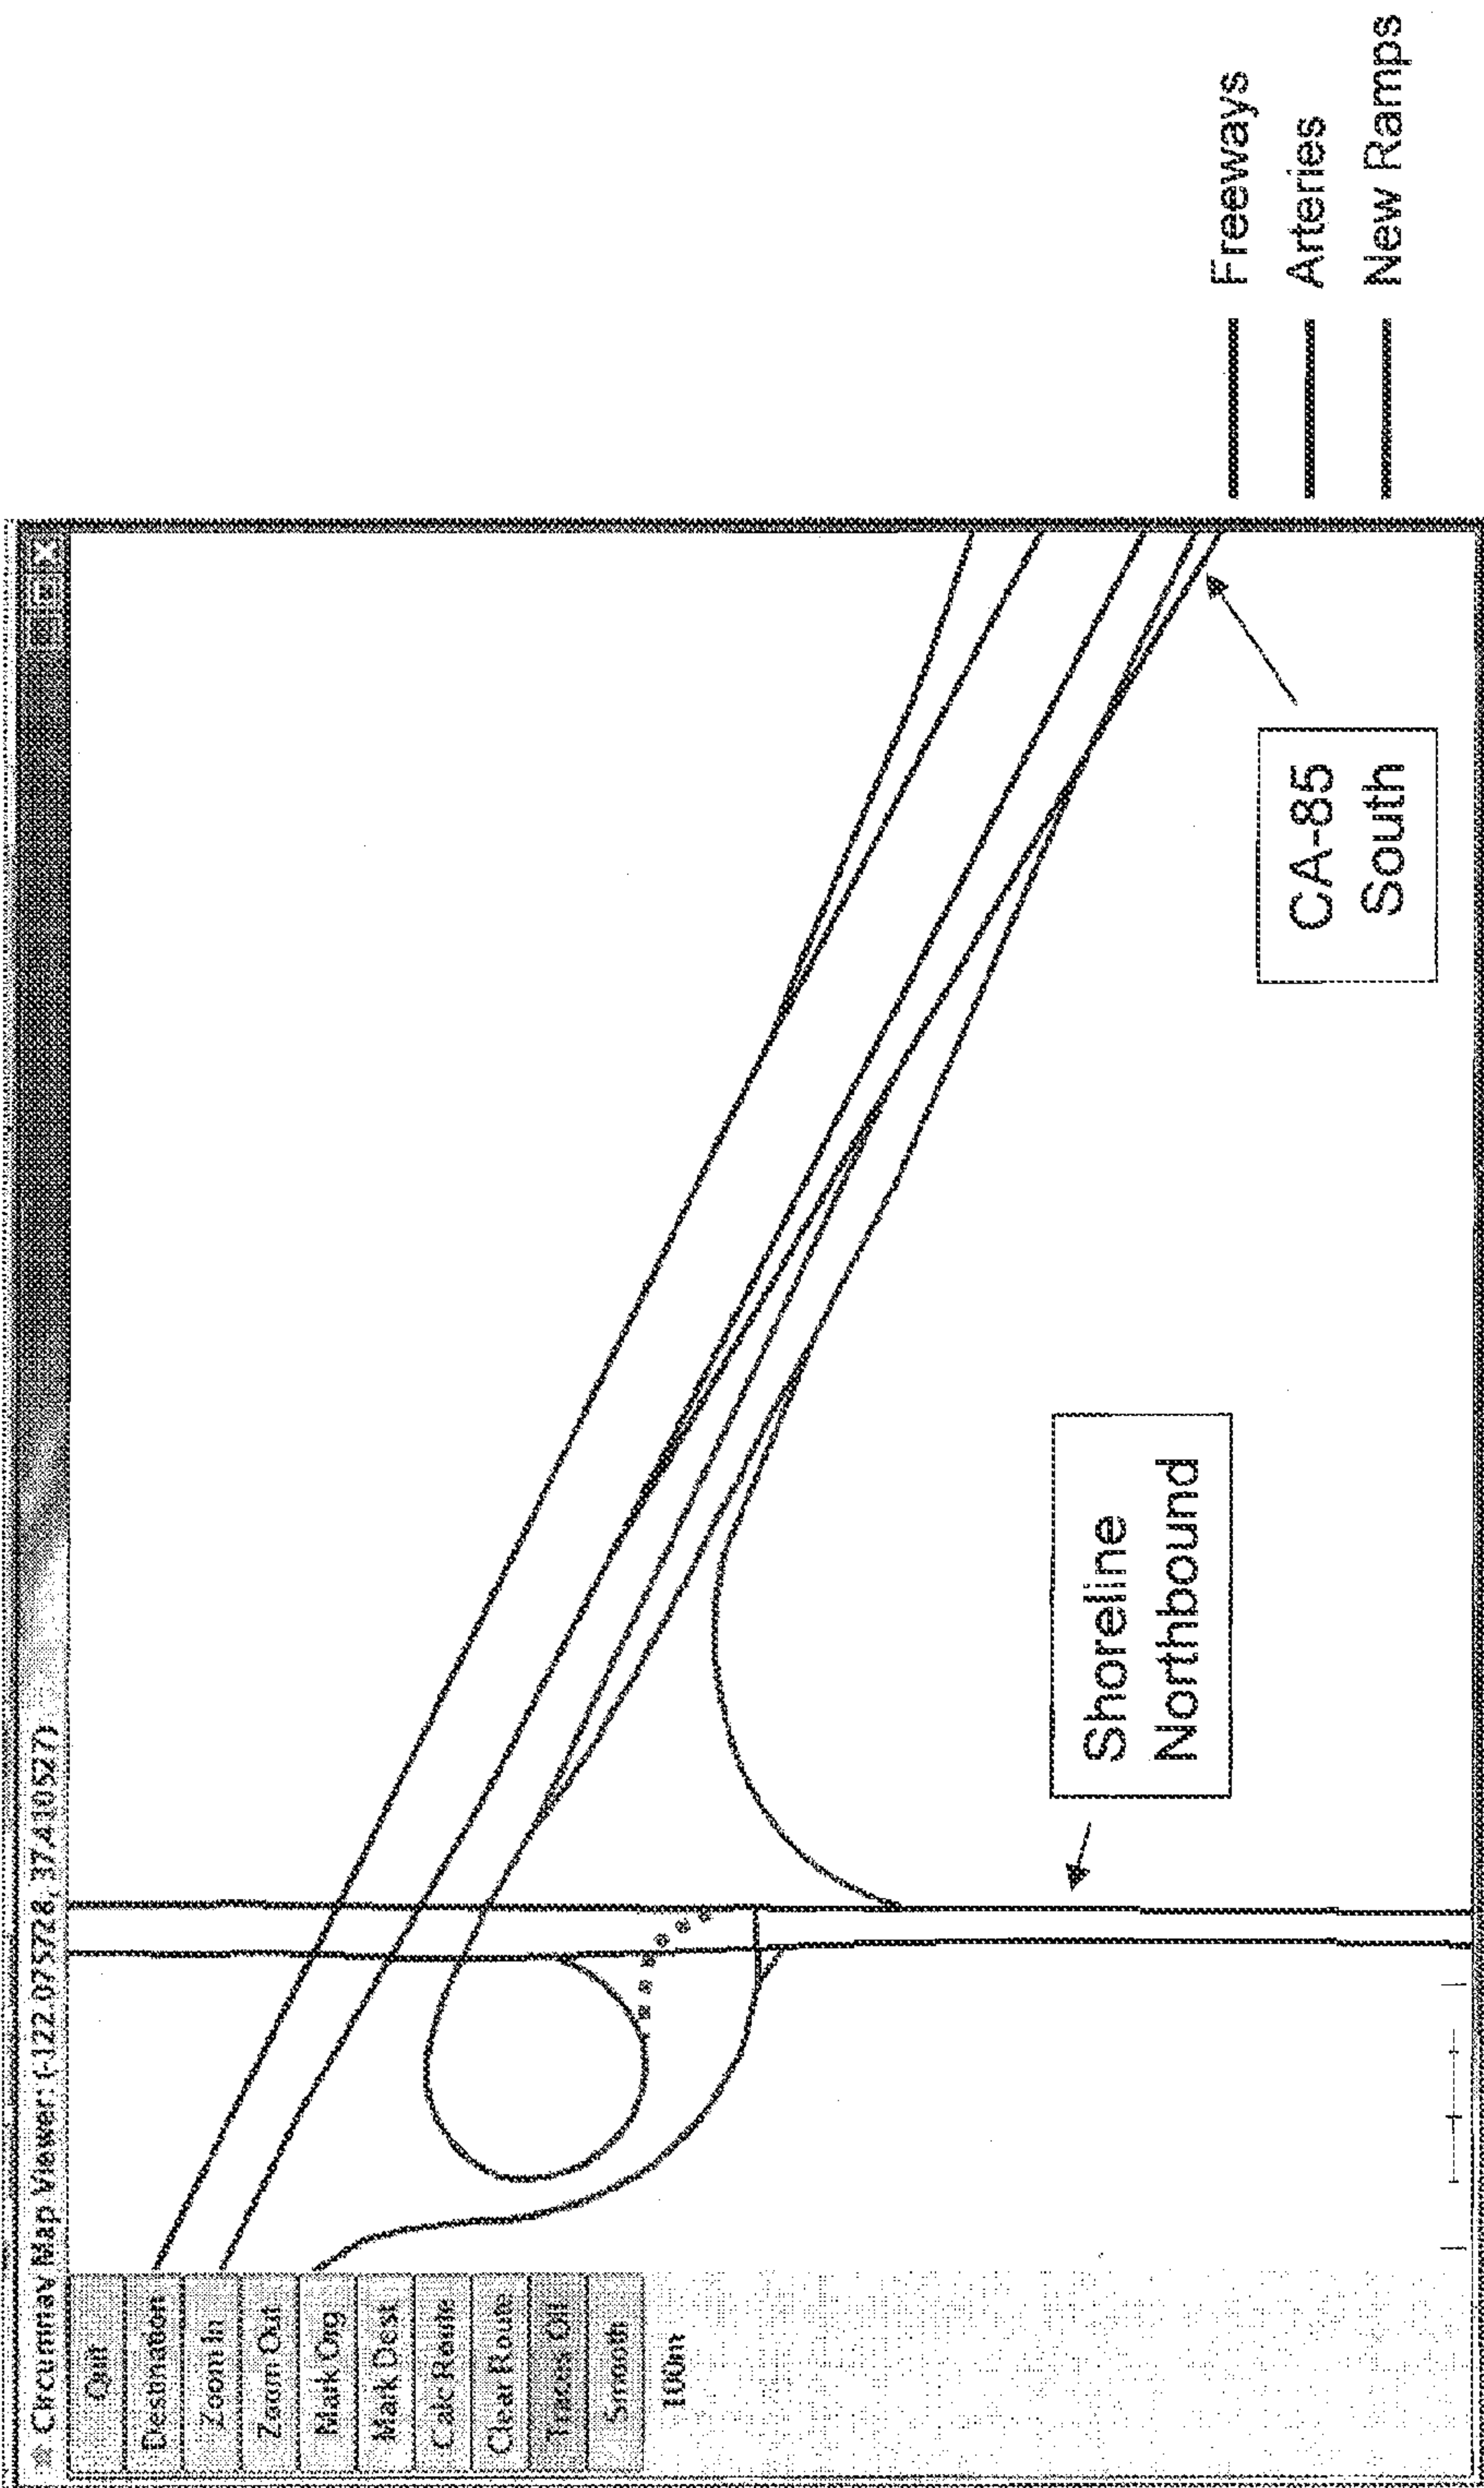 Circumnav Map Viewer: (-122.075728, 37.410527)
Quit
Destination
Zoom In
Zoom Out
Mark Org
Mark Dest
Calc Route
Clear Route
Traces Off
Smooth
100m
Shoreline
Northbound
CA-85
South
Freeways
Arteries
New Ramps